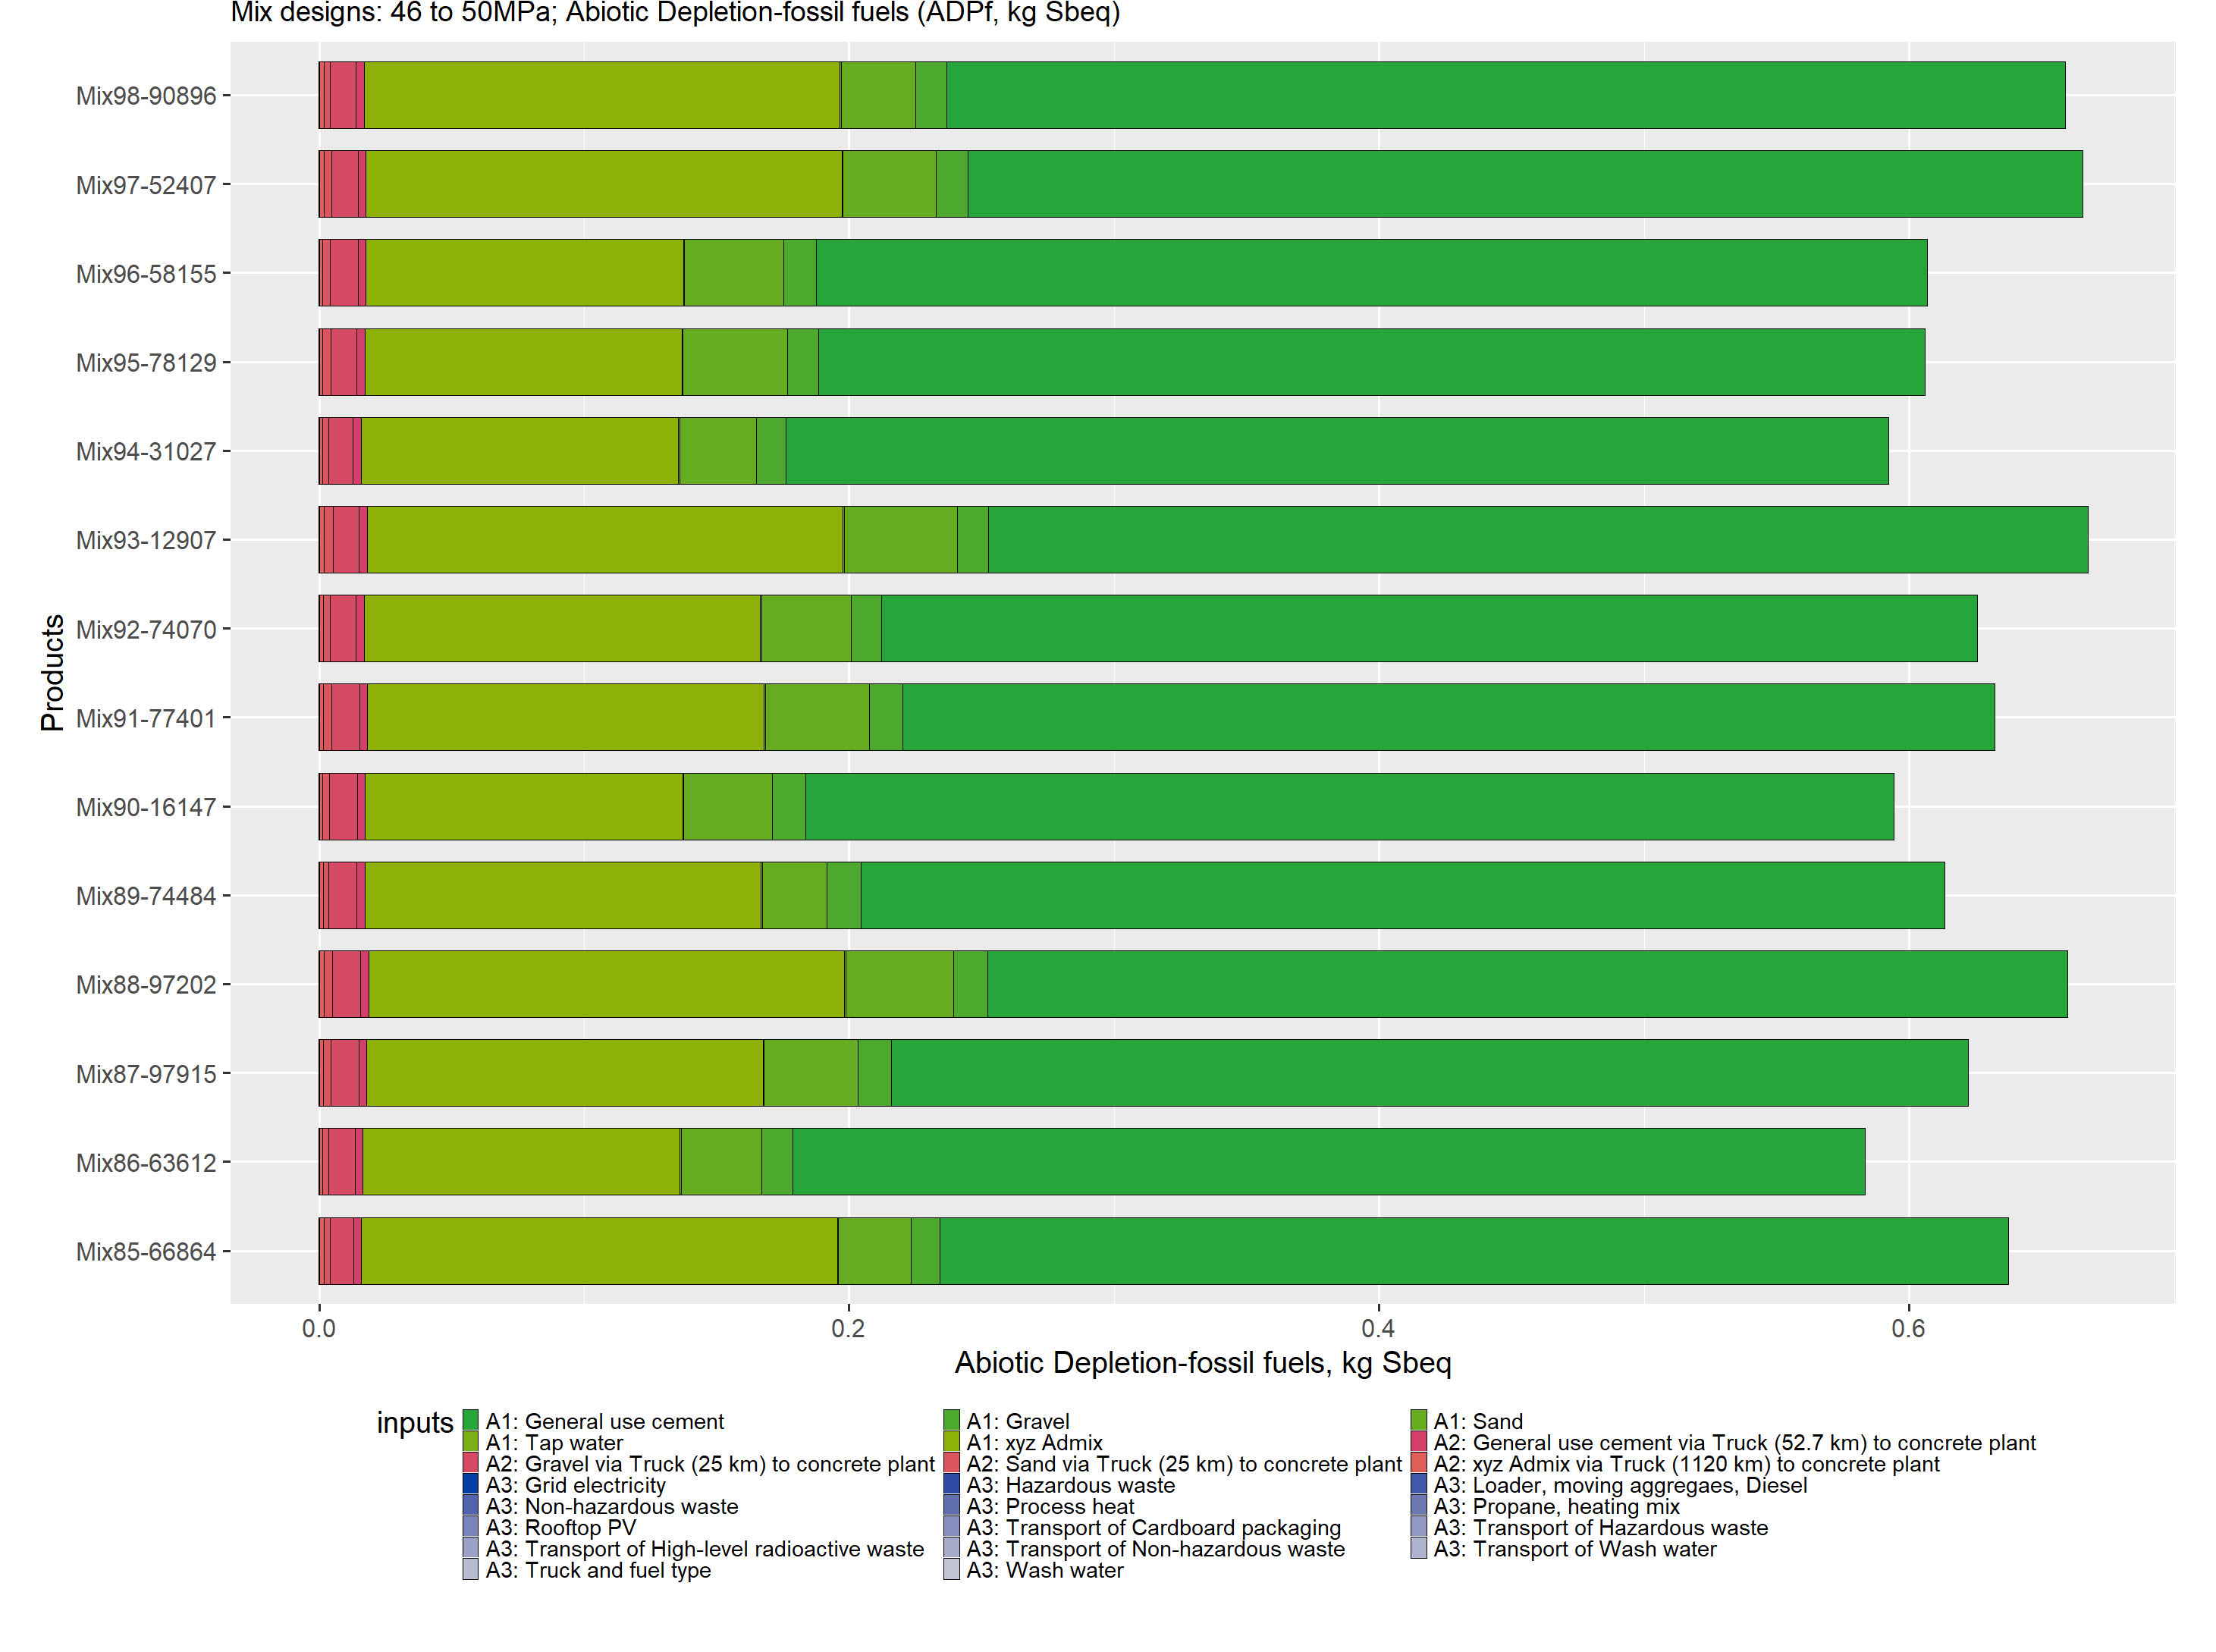 Mix designs: 46 to 50MPa; Abiotic Depletion-fossil fuels (ADPf, kg Sbeq)
Mix98-90896
Mix97-52407
Mix96-58155
Mix95-78129
Mix94-31027
Mix93-12907
Mix92-74070
Mix91-77401
Mix90-16147
Mix89-74484
Mix88-97202
Mix87-97915
Mix86-63612
Mix85-66864
Products
0.0 0.2 0.4 0.6
Abiotic Depletion-fossil fuels, kg Sbeq
inputs
A1: General use cement A1: Gravel A1: Sand
A1: Tap water A1: xyz Admix A2: General use cement via Truck (52.7 km) to concrete plant
A2: Gravel via Truck (25 km) to concrete plant A2: Sand via Truck (25 km) to concrete plant A2: xyz Admix via Truck (1120 km) to concrete plant
A3: Grid electricity A3: Hazardous waste A3: Loader, moving aggregaes, Diesel
A3: Non-hazardous waste A3: Process heat A3: Propane, heating mix
A3: Rooftop PV A3: Transport of Cardboard packaging A3: Transport of Hazardous waste
A3: Transport of High-level radioactive waste A3: Transport of Non-hazardous waste A3: Transport of Wash water
A3: Truck and fuel type A3: Wash water